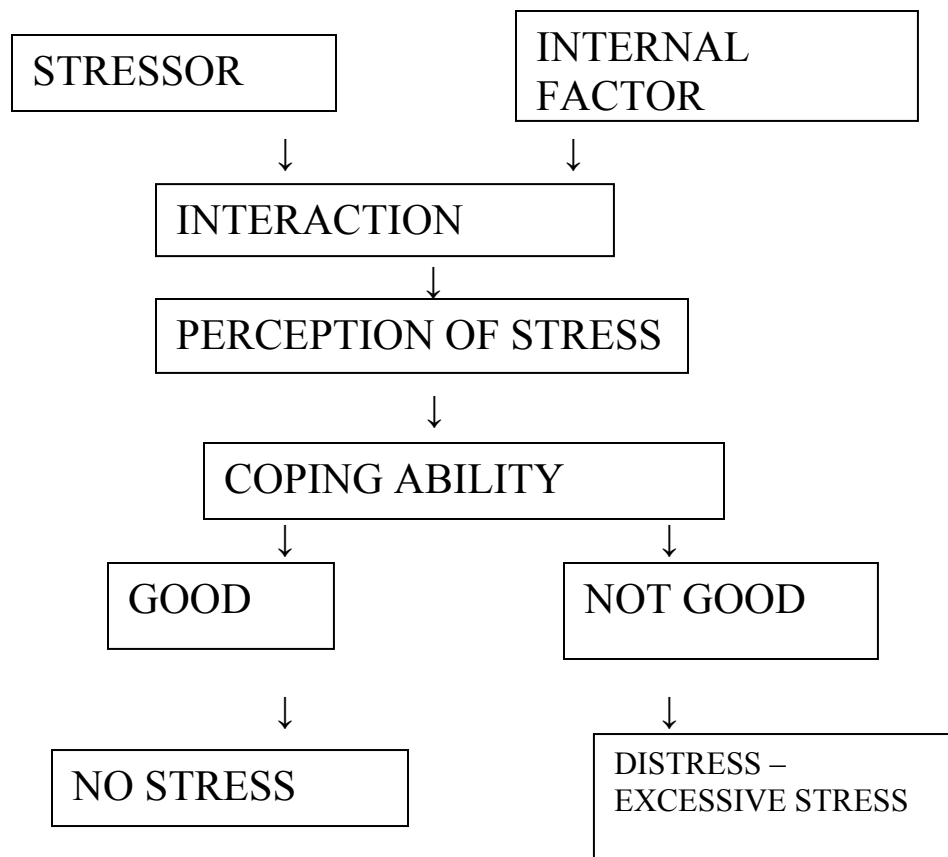 STRESSOR
INTERNAL
FACTOR
↓ ↓
INTERACTION
↓
PERCEPTION OF STRESS
↓
COPING ABILITY
↓ ↓
GOOD
NOT GOOD
↓ ↓
NO STRESS
DISTRESS –
EXCESSIVE STRESS